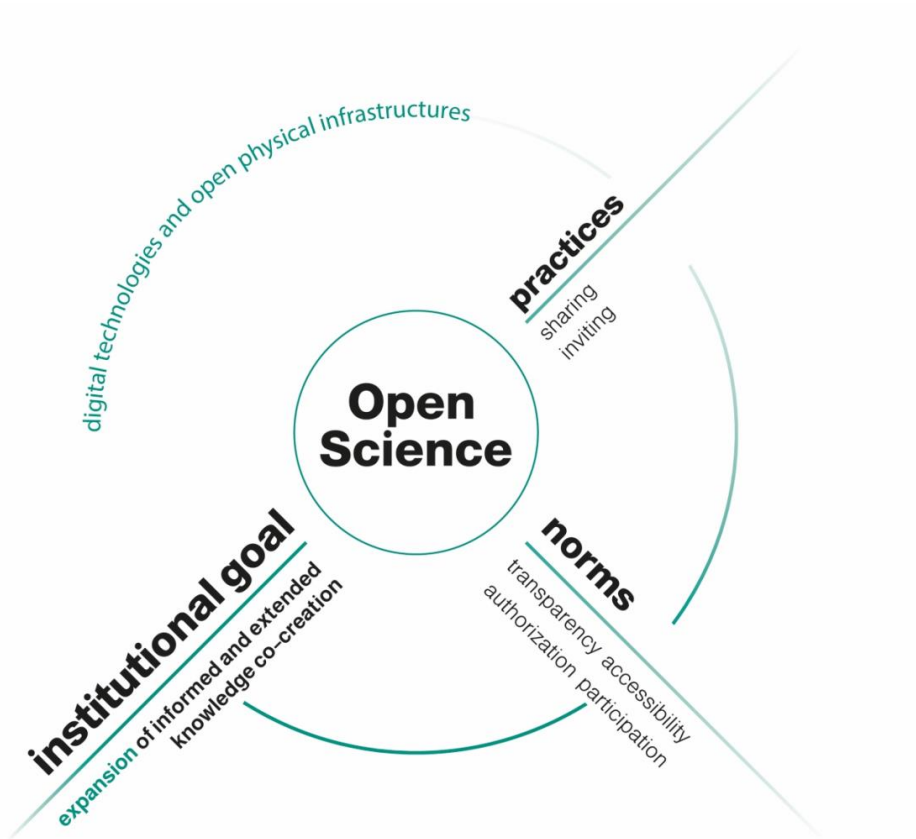 digital technologies and open physical infrastructures
practices
sharing
inviting
Open
Science
norms
transparency accessibility
authorization participation
institutional goal
expansion of informed and extended
knowledge co-creation